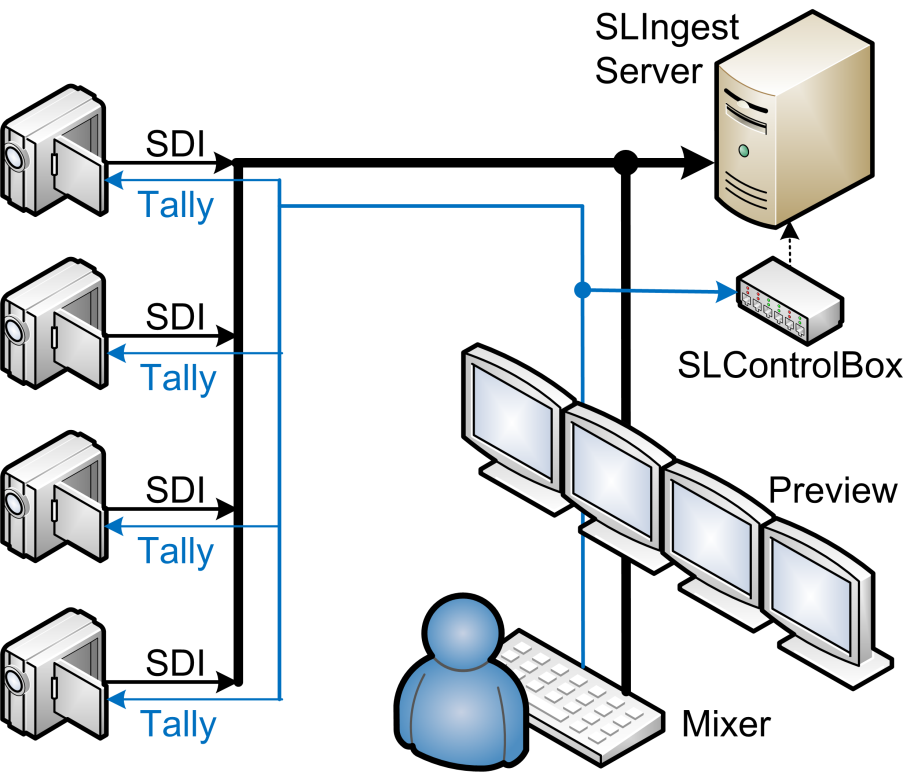 SLIngest
Server
SDI
Tally
SDI
Tally
SLControlBox
SDI
Preview
Tally
SDI
Tally
Mixer